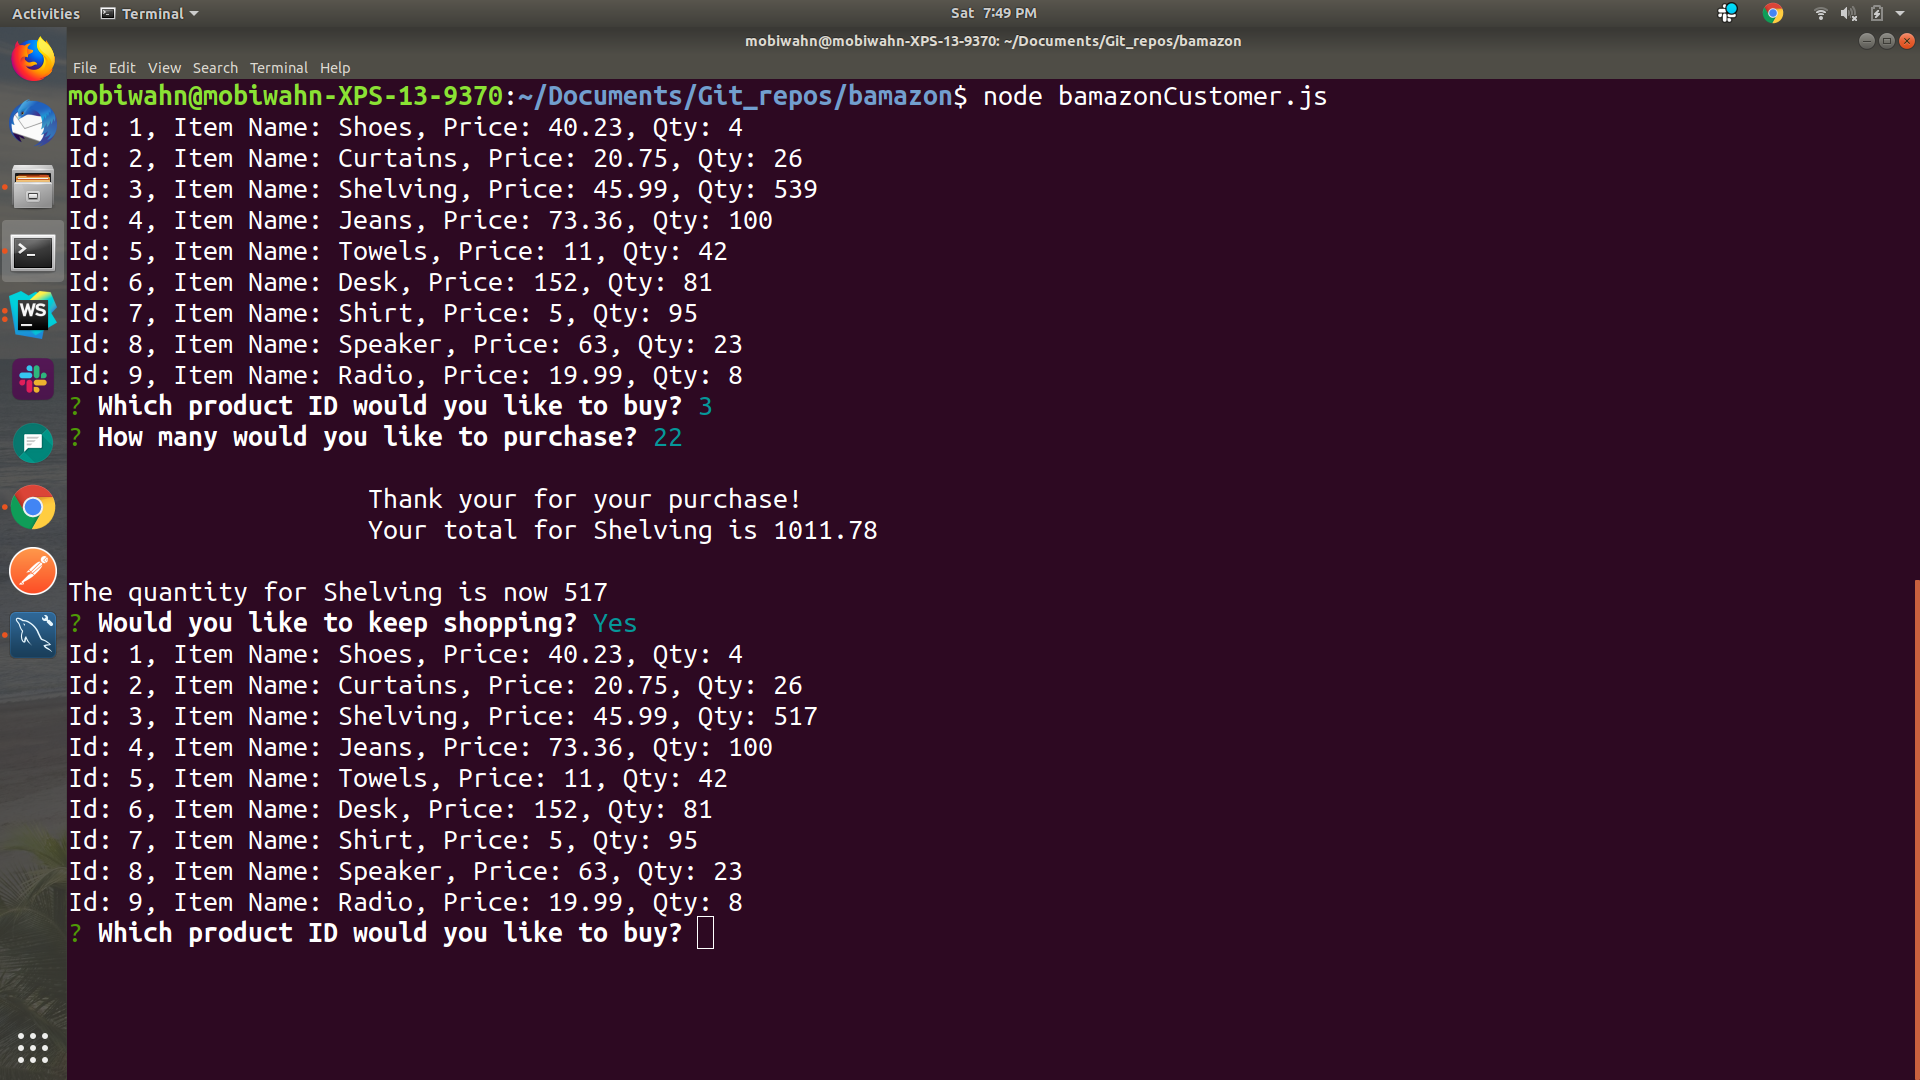 Activities Terminal Sat 7:49 PM
mobiwahn@mobiwahn-XPS-13-9370: ~/Documents/Git_repos/bamazon
File Edit View Search Terminal Help
mobiwahn@mobiwahn-XPS-13-9370:~/Documents/Git_repos/bamazon$ node bamazonCustomer.js
Id: 1, Item Name: Shoes, Price: 40.23, Qty: 4
Id: 2, Item Name: Curtains, Price: 20.75, Qty: 26
Id: 3, Item Name: Shelving, Price: 45.99, Qty: 539
Id: 4, Item Name: Jeans, Price: 73.36, Qty: 100
Id: 5, Item Name: Towels, Price: 11, Qty: 42
Id: 6, Item Name: Desk, Price: 152, Qty: 81
Id: 7, Item Name: Shirt, Price: 5, Qty: 95
Id: 8, Item Name: Speaker, Price: 63, Qty: 23
Id: 9, Item Name: Radio, Price: 19.99, Qty: 8
? Which product ID would you like to buy? 3
? How many would you like to purchase? 22
Thank your for your purchase!
Your total for Shelving is 1011.78
The quantity for Shelving is now 517
? Would you like to keep shopping? Yes
Id: 1, Item Name: Shoes, Price: 40.23, Qty: 4
Id: 2, Item Name: Curtains, Price: 20.75, Qty: 26
Id: 3, Item Name: Shelving, Price: 45.99, Qty: 517
Id: 4, Item Name: Jeans, Price: 73.36, Qty: 100
Id: 5, Item Name: Towels, Price: 11, Qty: 42
Id: 6, Item Name: Desk, Price: 152, Qty: 81
Id: 7, Item Name: Shirt, Price: 5, Qty: 95
Id: 8, Item Name: Speaker, Price: 63, Qty: 23
Id: 9, Item Name: Radio, Price: 19.99, Qty: 8
? Which product ID would you like to buy?
>_
WS